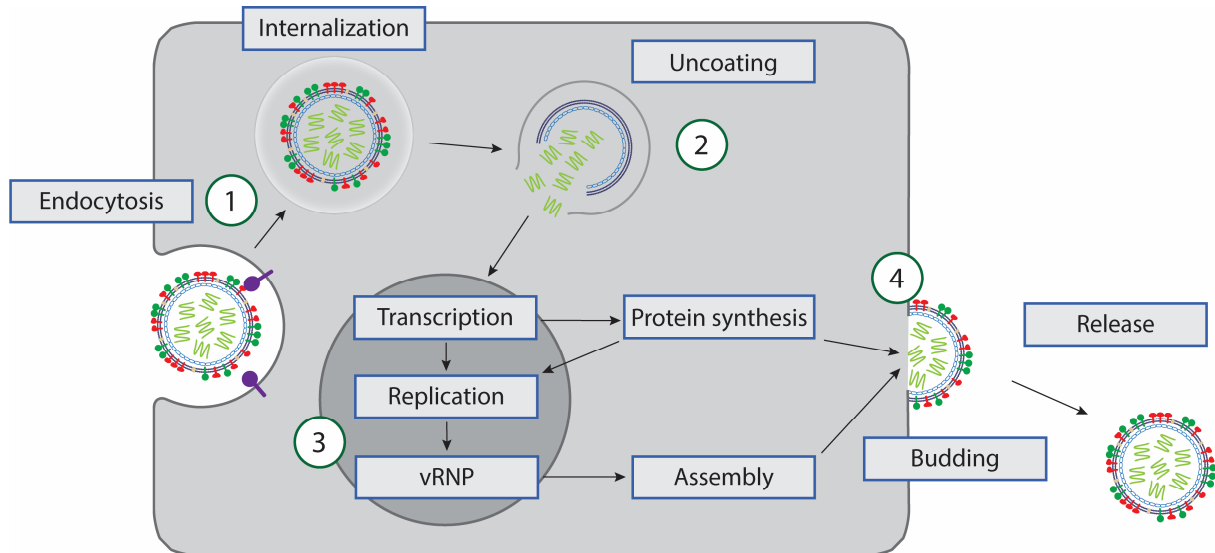 Internalization
Uncoating
2
Endocytosis
1
4
Transcription
Protein synthesis
Release
Replication
3
Budding
vRNP
Assembly